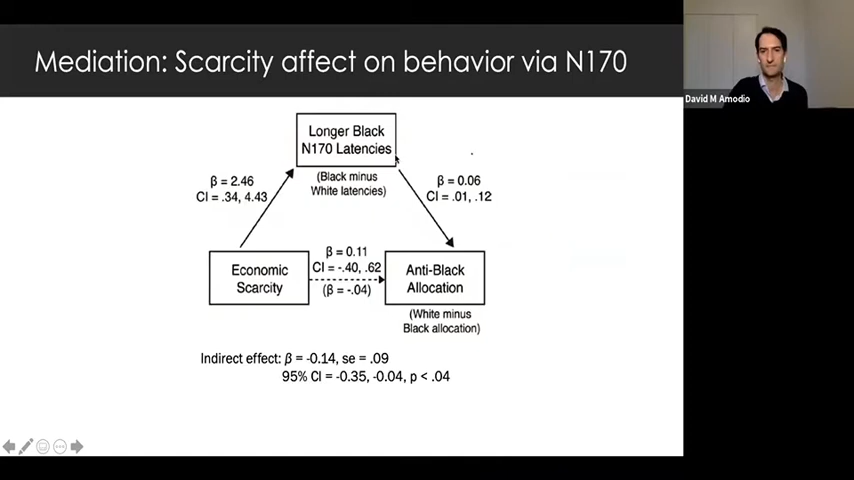 Mediation: Scarcity affect on behavior via N170
David M Amodio
Longer Black
N170 Latencies
(Black minus
White latencies)
β = 2.46
CI = .34, 4.43
β = 0.06
CI = .01, .12
Economic
Scarcity
β = 0.11
CI = -.40, .62
(β = -.04)
Anti-Black
Allocation
(White minus
Black allocation)
Indirect effect: β = -0.14, se = .09
95% CI = -0.35, -0.04, p < .04